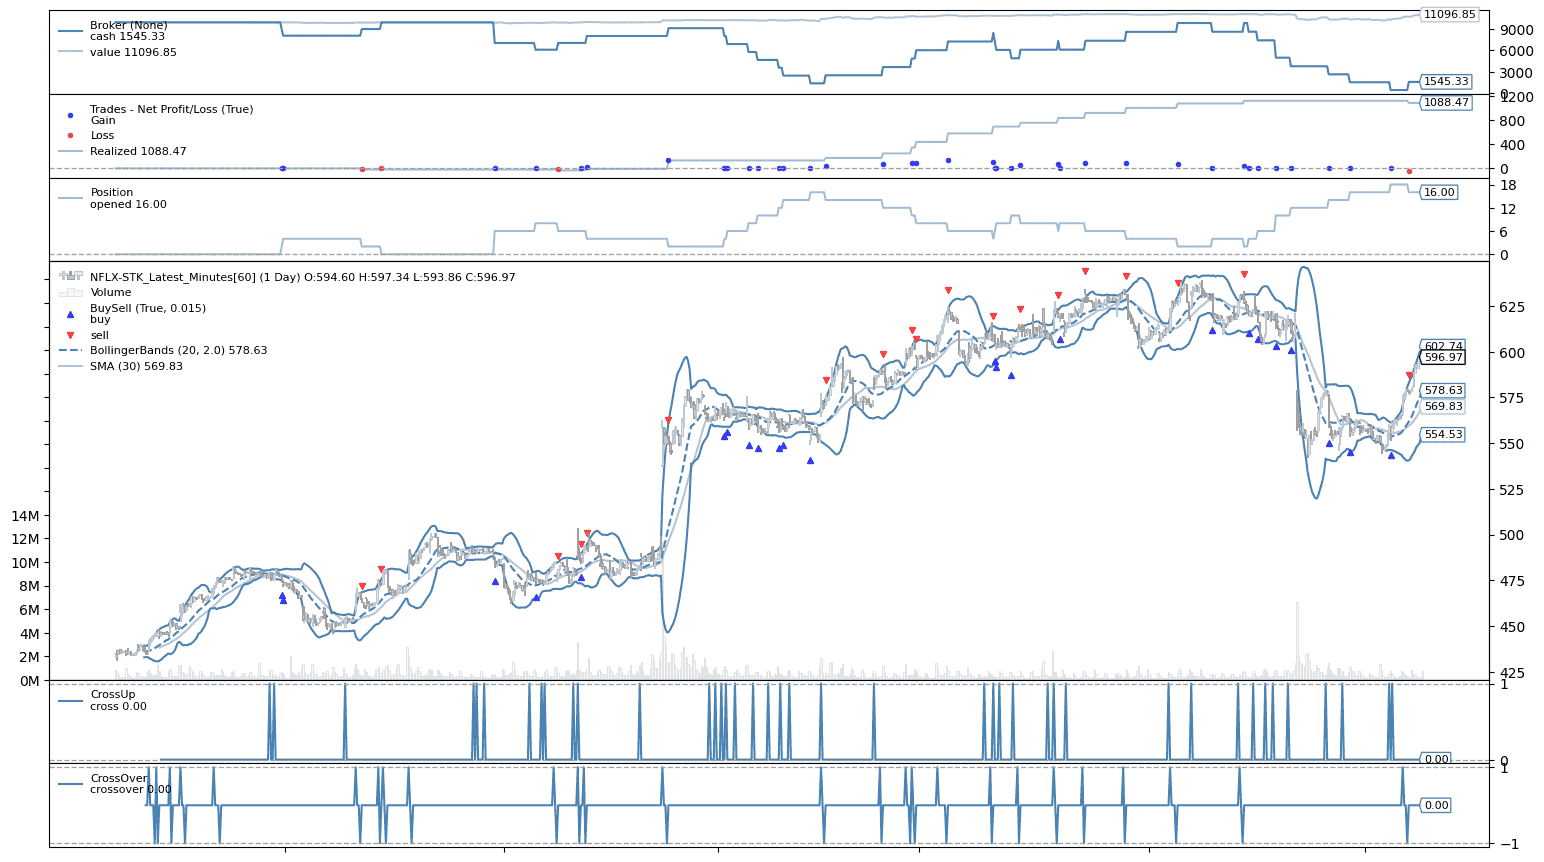 Broker (None)
cash 1545.33
value 11096.85
11096.85
9000
6000
3000
1545.33
0
Trades - Net Profit/Loss (True)
Gain
Loss
Realized 1088.47
1200
1088.47
800
400
0
Position
opened 16.00
18
16.00
12
6
0
NFLX-STK_Latest_Minutes[60] (1 Day) O:594.60 H:597.34 L:593.86 C:596.97
Volume
BuySell (True, 0.015)
buy
sell
BollingerBands (20, 2.0) 578.63
SMA (30) 569.83
625
602.74
600
596.97
578.63
575
569.83
554.53
550
525
500
475
450
425
14M
12M
10M
8M
6M
4M
2M
0M
CrossUp
cross 0.00
1
0.00
0
CrossOver
crossover 0.00
1
0.00
−1